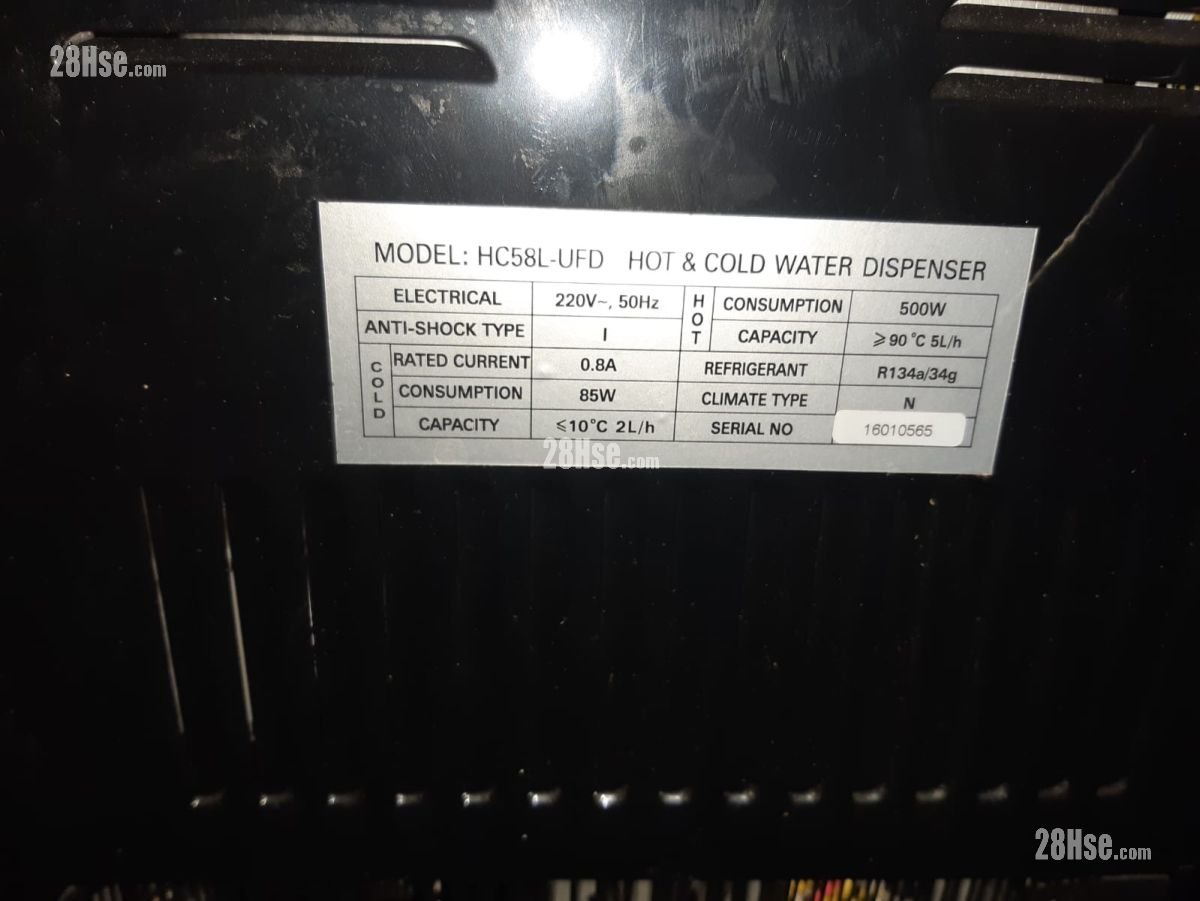 28Hse.com
MODEL: HC58L-UFD HOT & COLD WATER DISPENSER
ELECTRICAL 220V~, 50Hz HOT CONSUMPTION 500W
ANTI-SHOCK TYPE I CAPACITY ≥90°C 5L/h
COLD RATED CURRENT 0.8A REFRIGERANT R134a/34g
CONSUMPTION 85W CLIMATE TYPE N
CAPACITY ≤10°C 2L/h SERIAL NO 16010565
28Hse.com
28Hse.com